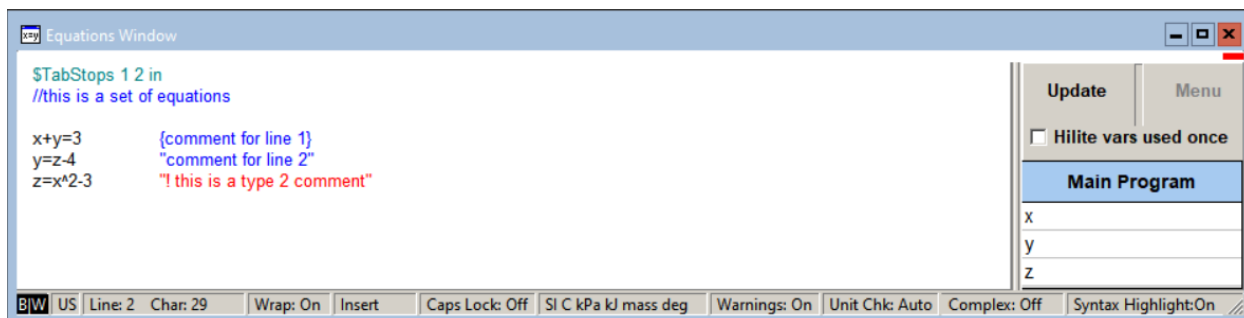 x=y Equations Window
$TabStops 1 2 in
//this is a set of equations
x+y=3 {comment for line 1}
y=z-4 "comment for line 2"
z=x^2-3 "! this is a type 2 comment"
Update Menu
Hilite vars used once
Main Program
x
y
z
B|W US Line: 2 Char: 29 Wrap: On Insert Caps Lock: Off SI C kPa kJ mass deg Warnings: On Unit Chk: Auto Complex: Off Syntax Highlight:On